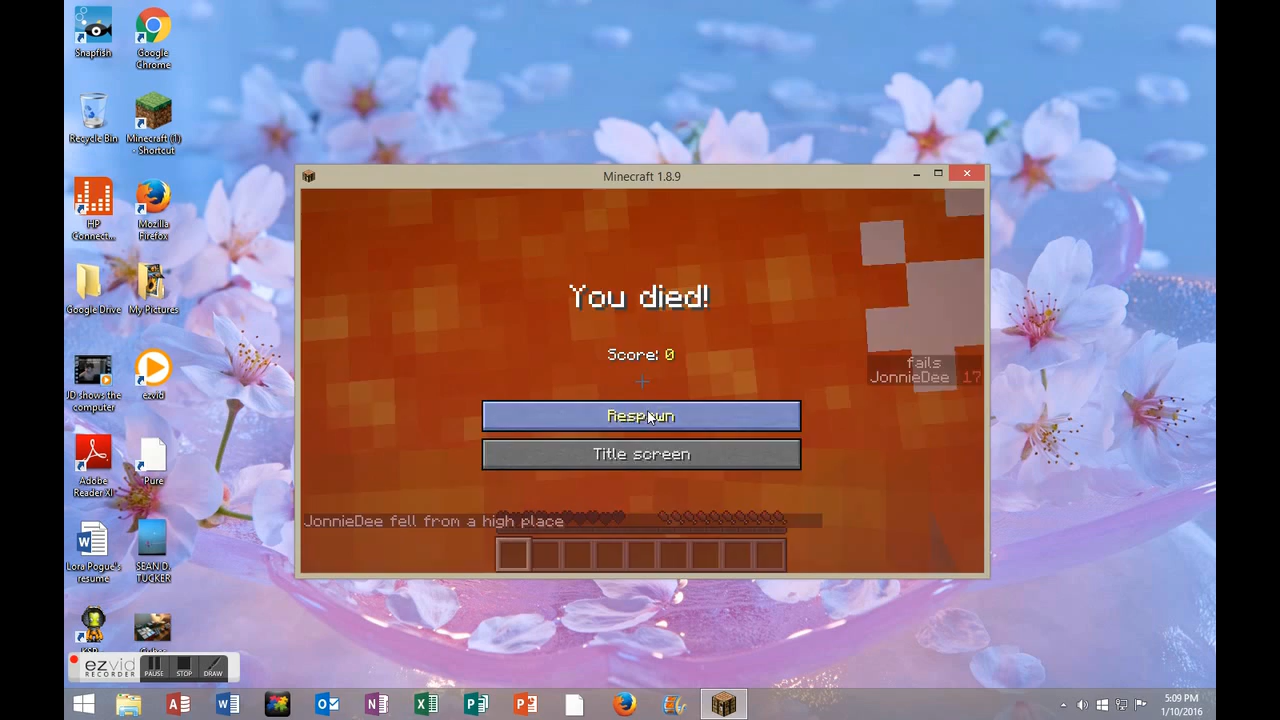 Snapfish
Google
Chrome
Recycle Bin
Minecraft (1)
- Shortcut
HP
Connect...
Mozilla
Firefox
Google Drive
My Pictures
JD shows the
computer
ezvid
Adobe
Reader XI
Pure
Lora Pogue's
resume
SEAN D.
TUCKER
Minecraft 1.8.9
You died!
Score: 0
fails
JonnieDee 17
Respawn
Title screen
JonnieDee fell from a high place
ezvid
RECORDER
PAUSE
STOP
DRAW
5:09 PM
1/10/2016